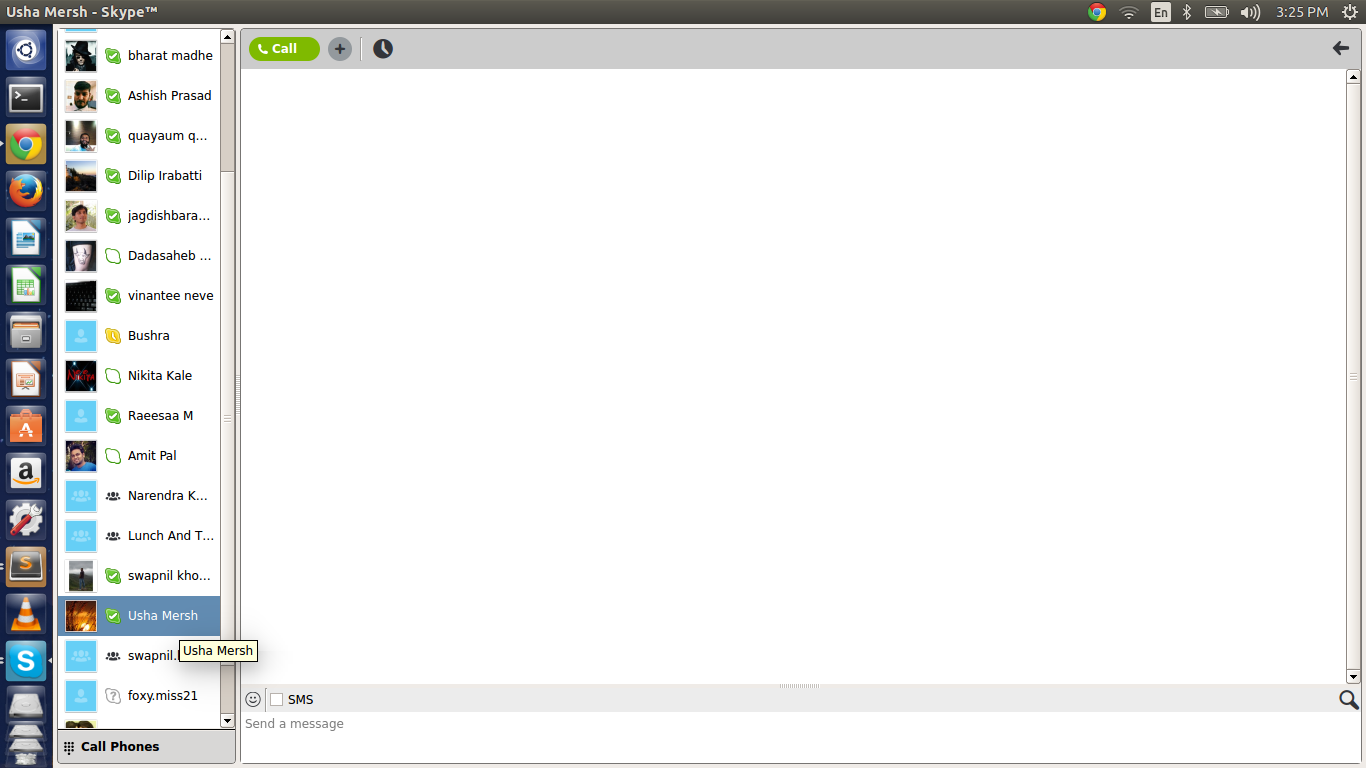 Usha Mersh - Skype™
En
3:25 PM
bharat madhe
Ashish Prasad
quayaum q...
Dilip Irabatti
jagdishbara...
Dadasaheb ...
vinantee neve
Bushra
Nikita Kale
Raeesaa M
Amit Pal
Narendra K...
Lunch And T...
swapnil kho...
Usha Mersh
Usha Mersh
swapnil.
foxy.miss21
Call Phones
Call
SMS
Send a message